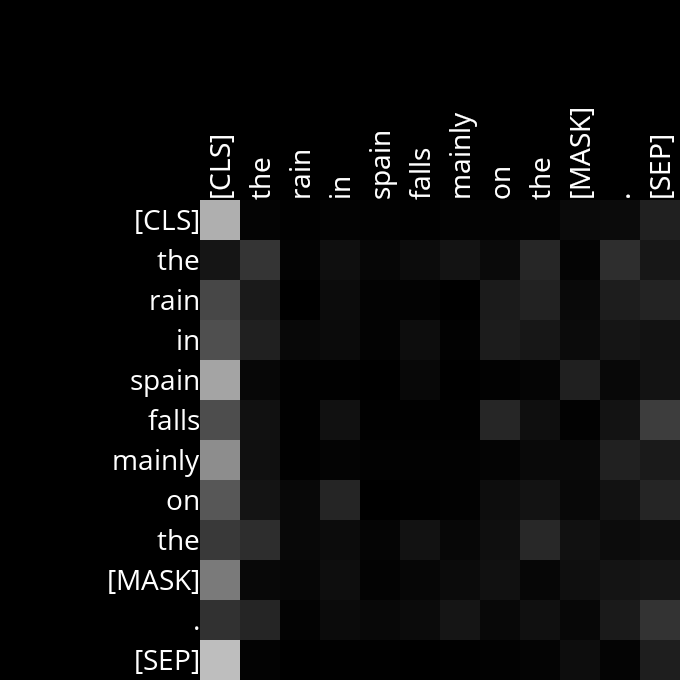 [CLS]
the
rain
in
spain
falls
mainly
on
the
[MASK]
.
[SEP]
[CLS]
the
rain
in
spain
falls
mainly
on
the
[MASK]
.
[SEP]